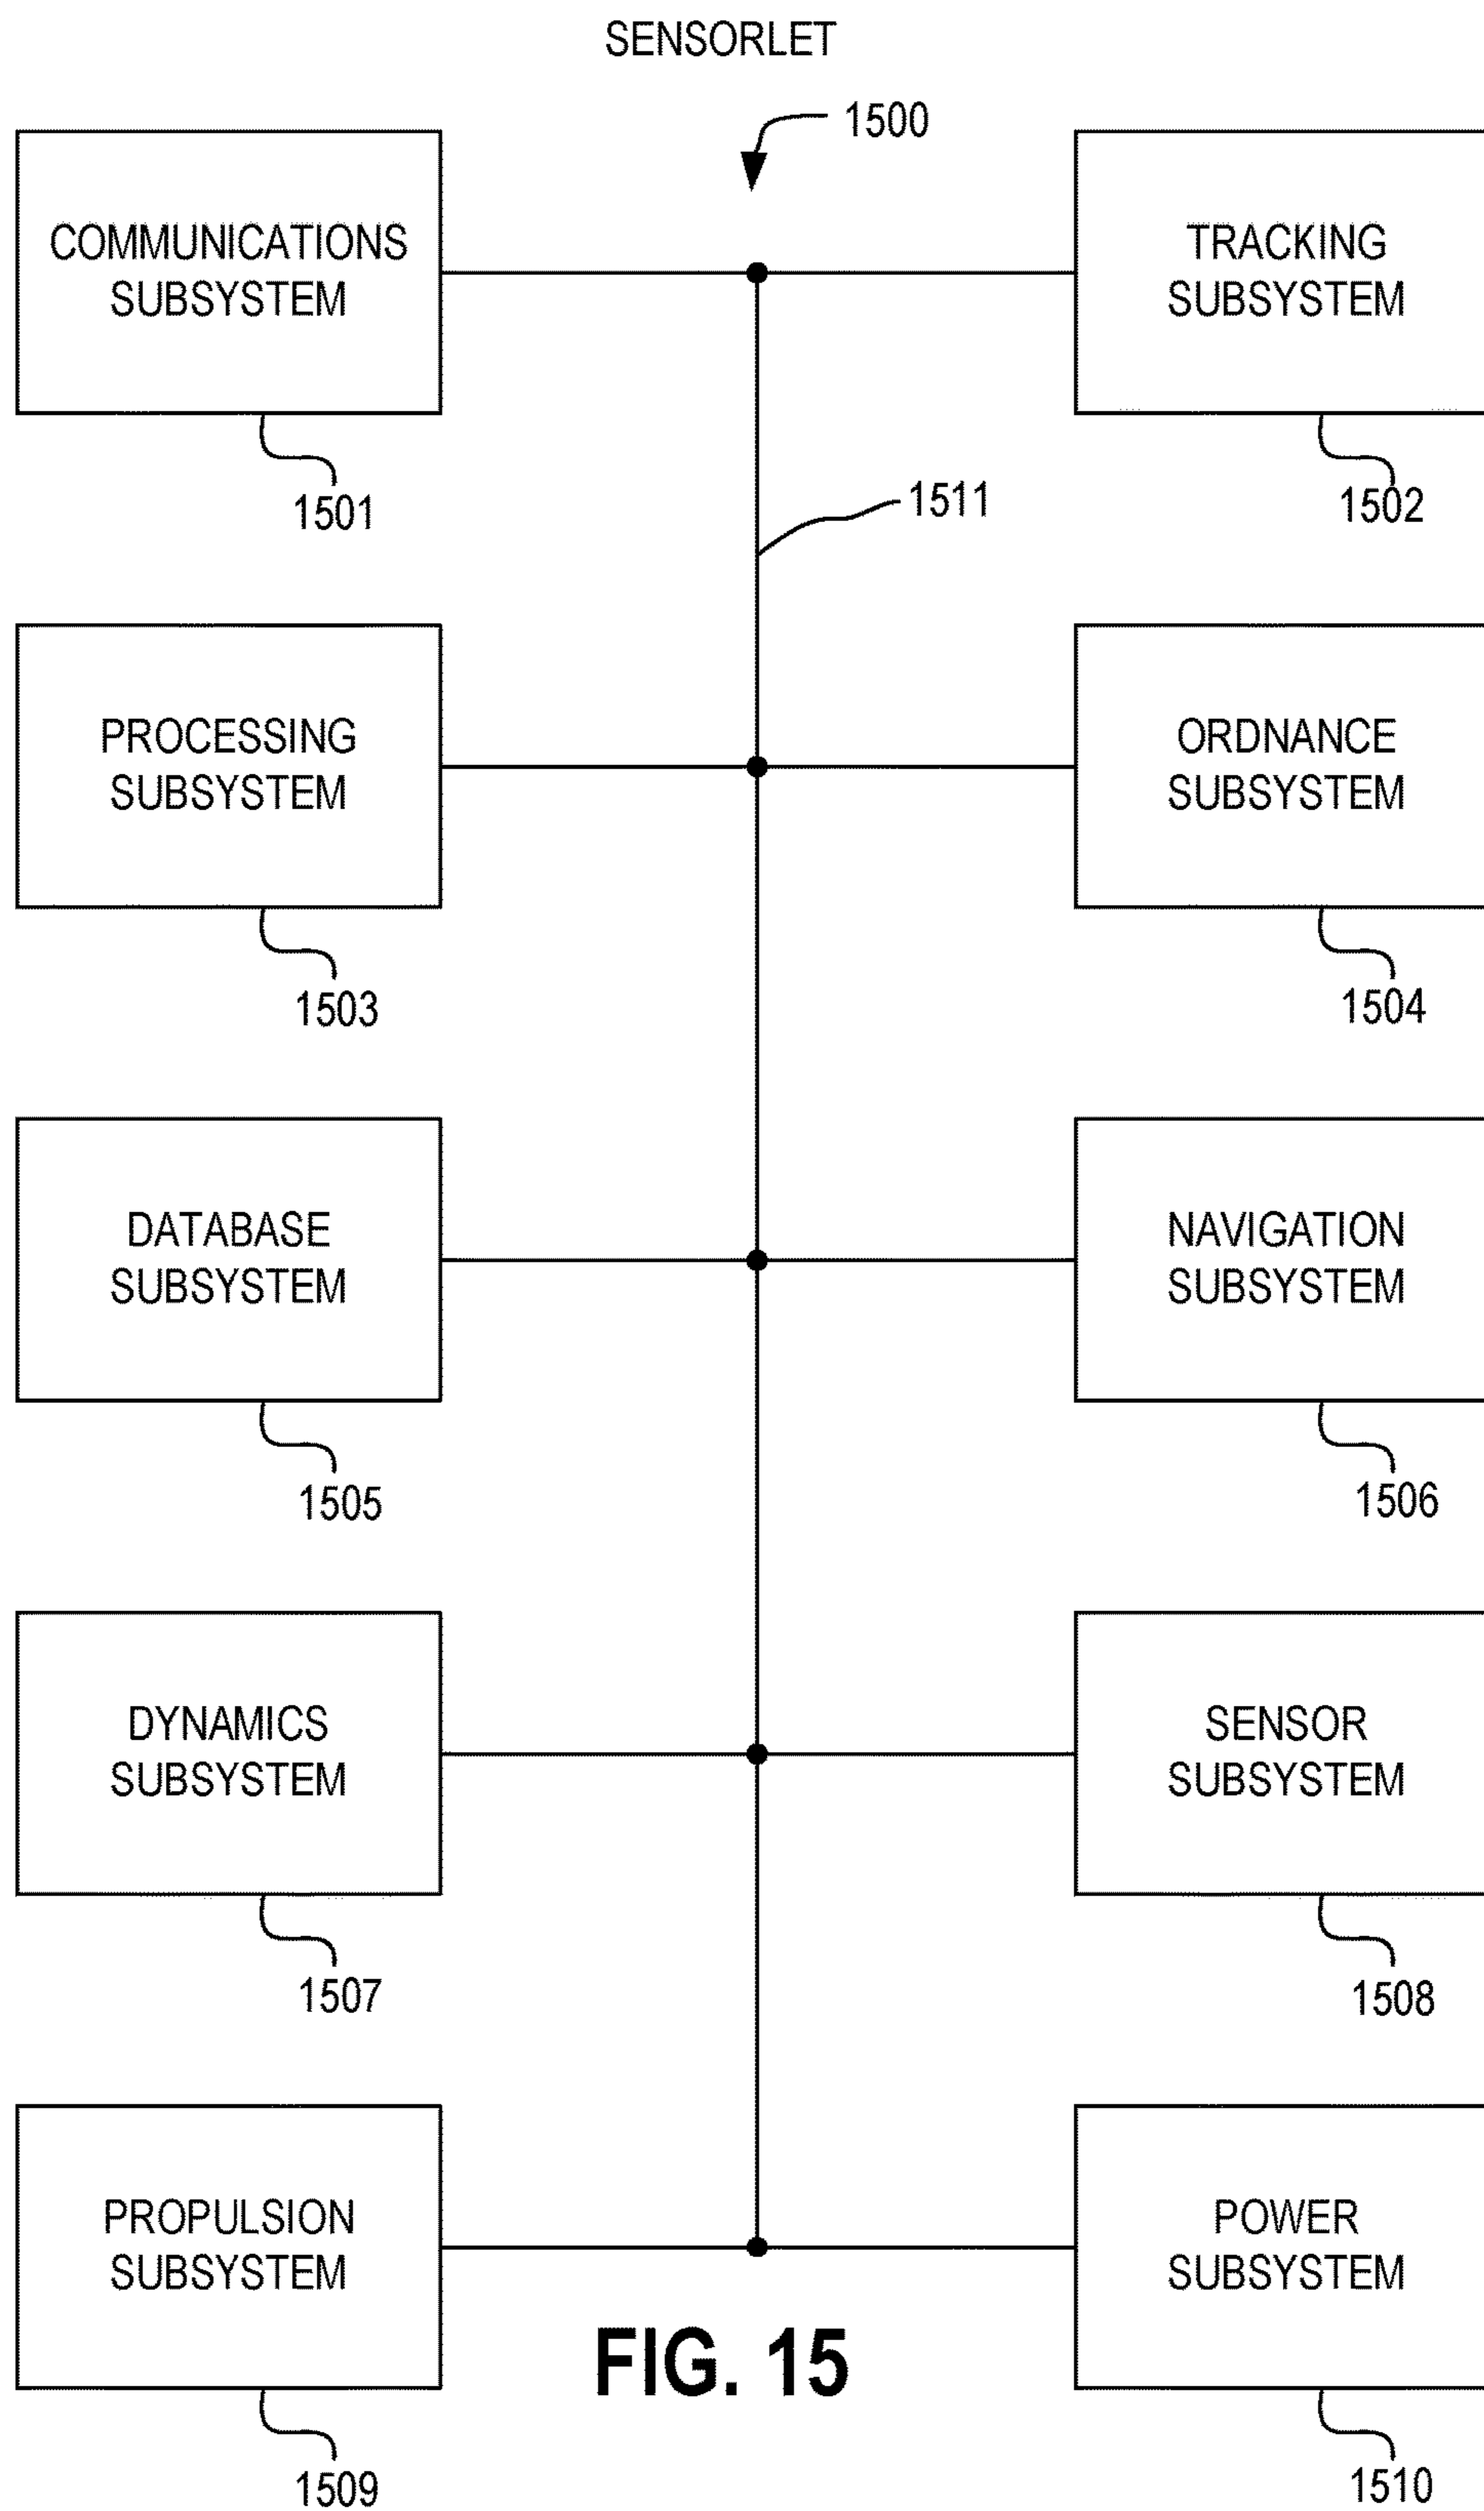 SENSORLET
1500
COMMUNICATIONS
SUBSYSTEM
TRACKING
SUBSYSTEM
1501
1511
1502
PROCESSING
SUBSYSTEM
ORDNANCE
SUBSYSTEM
1503
1504
DATABASE
SUBSYSTEM
NAVIGATION
SUBSYSTEM
1505
1506
DYNAMICS
SUBSYSTEM
SENSOR
SUBSYSTEM
1507
1508
PROPULSION
SUBSYSTEM
POWER
SUBSYSTEM
FIG. 15
1509
1510